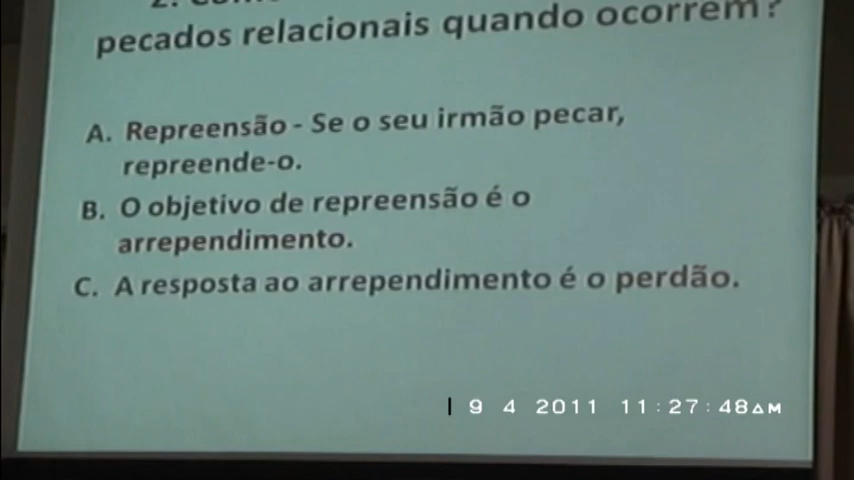 pecados relacionais quando ocorrem?
A. Repreensão - Se o seu irmão pecar,
repreende-o.
B. O objetivo de repreensão é o
arrependimento.
C. A resposta ao arrependimento é o perdão.
9 4 2011 11:27:48AM